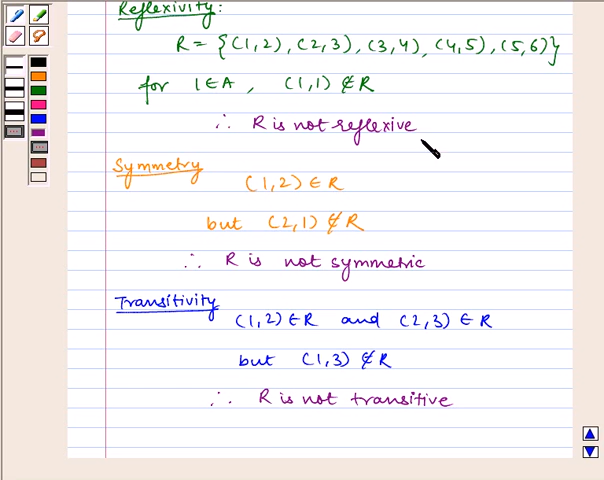 Reflexivity:
R = {(1,2), (2,3), (3,4), (4,5), (5,6)}
for 1∈A, (1,1) ∉ R
∴ R is not reflexive
Symmetry
(1,2) ∈ R
but (2,1) ∉ R
∴ R is not symmetric
Transitivity
(1,2) ∈ R and (2,3) ∈ R
but (1,3) ∉ R
∴ R is not transitive